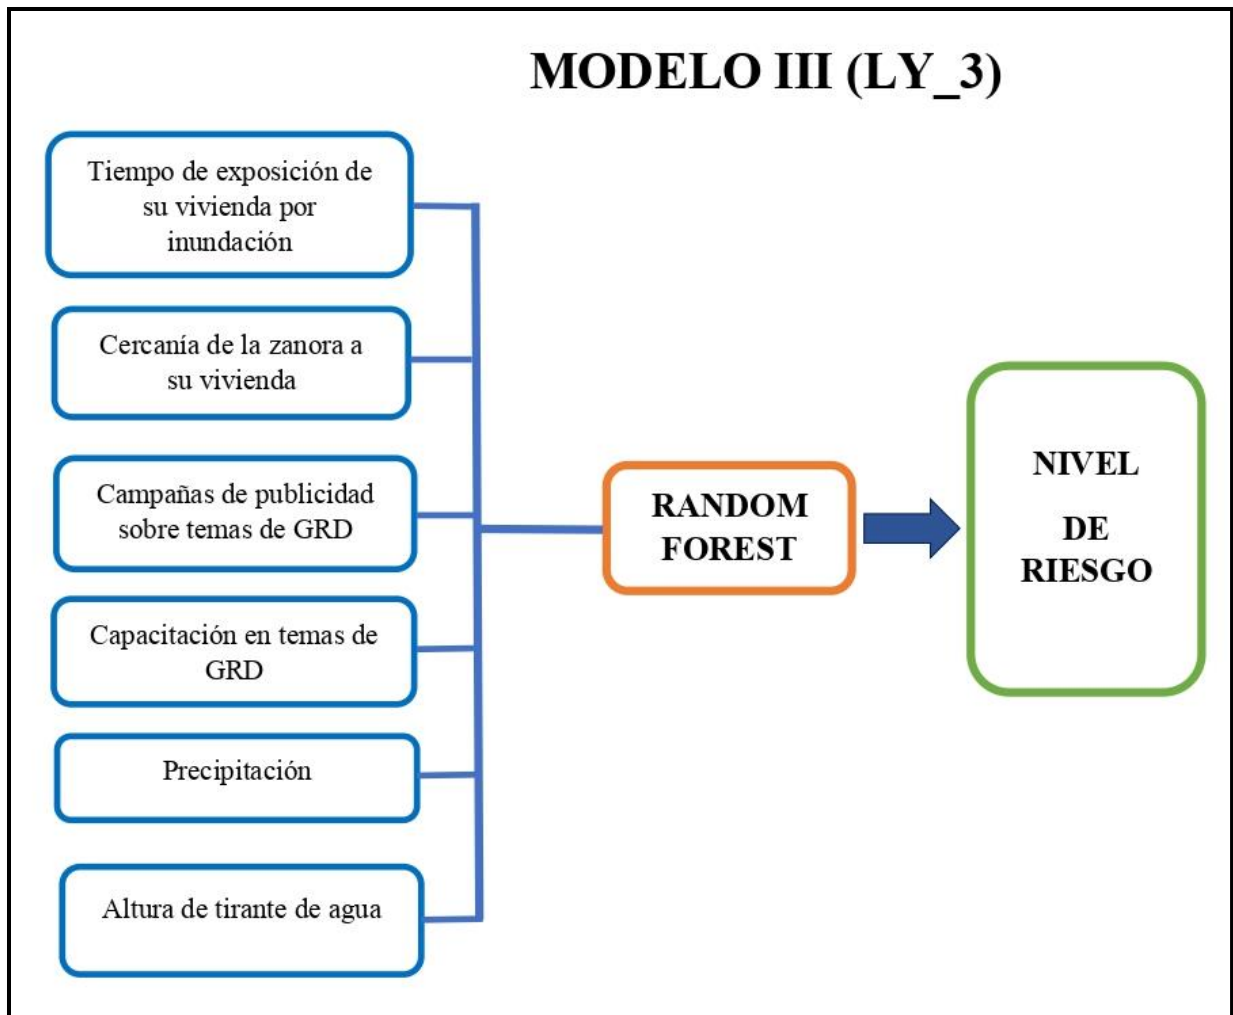 MODELO III (LY_3)
Tiempo de exposición de
su vivienda por
inundación
Cercanía de la zanora a
su vivienda
Campañas de publicidad
sobre temas de GRD
Capacitación en temas de
GRD
Precipitación
Altura de tirante de agua
RANDOM
FOREST
NIVEL
DE
RIESGO